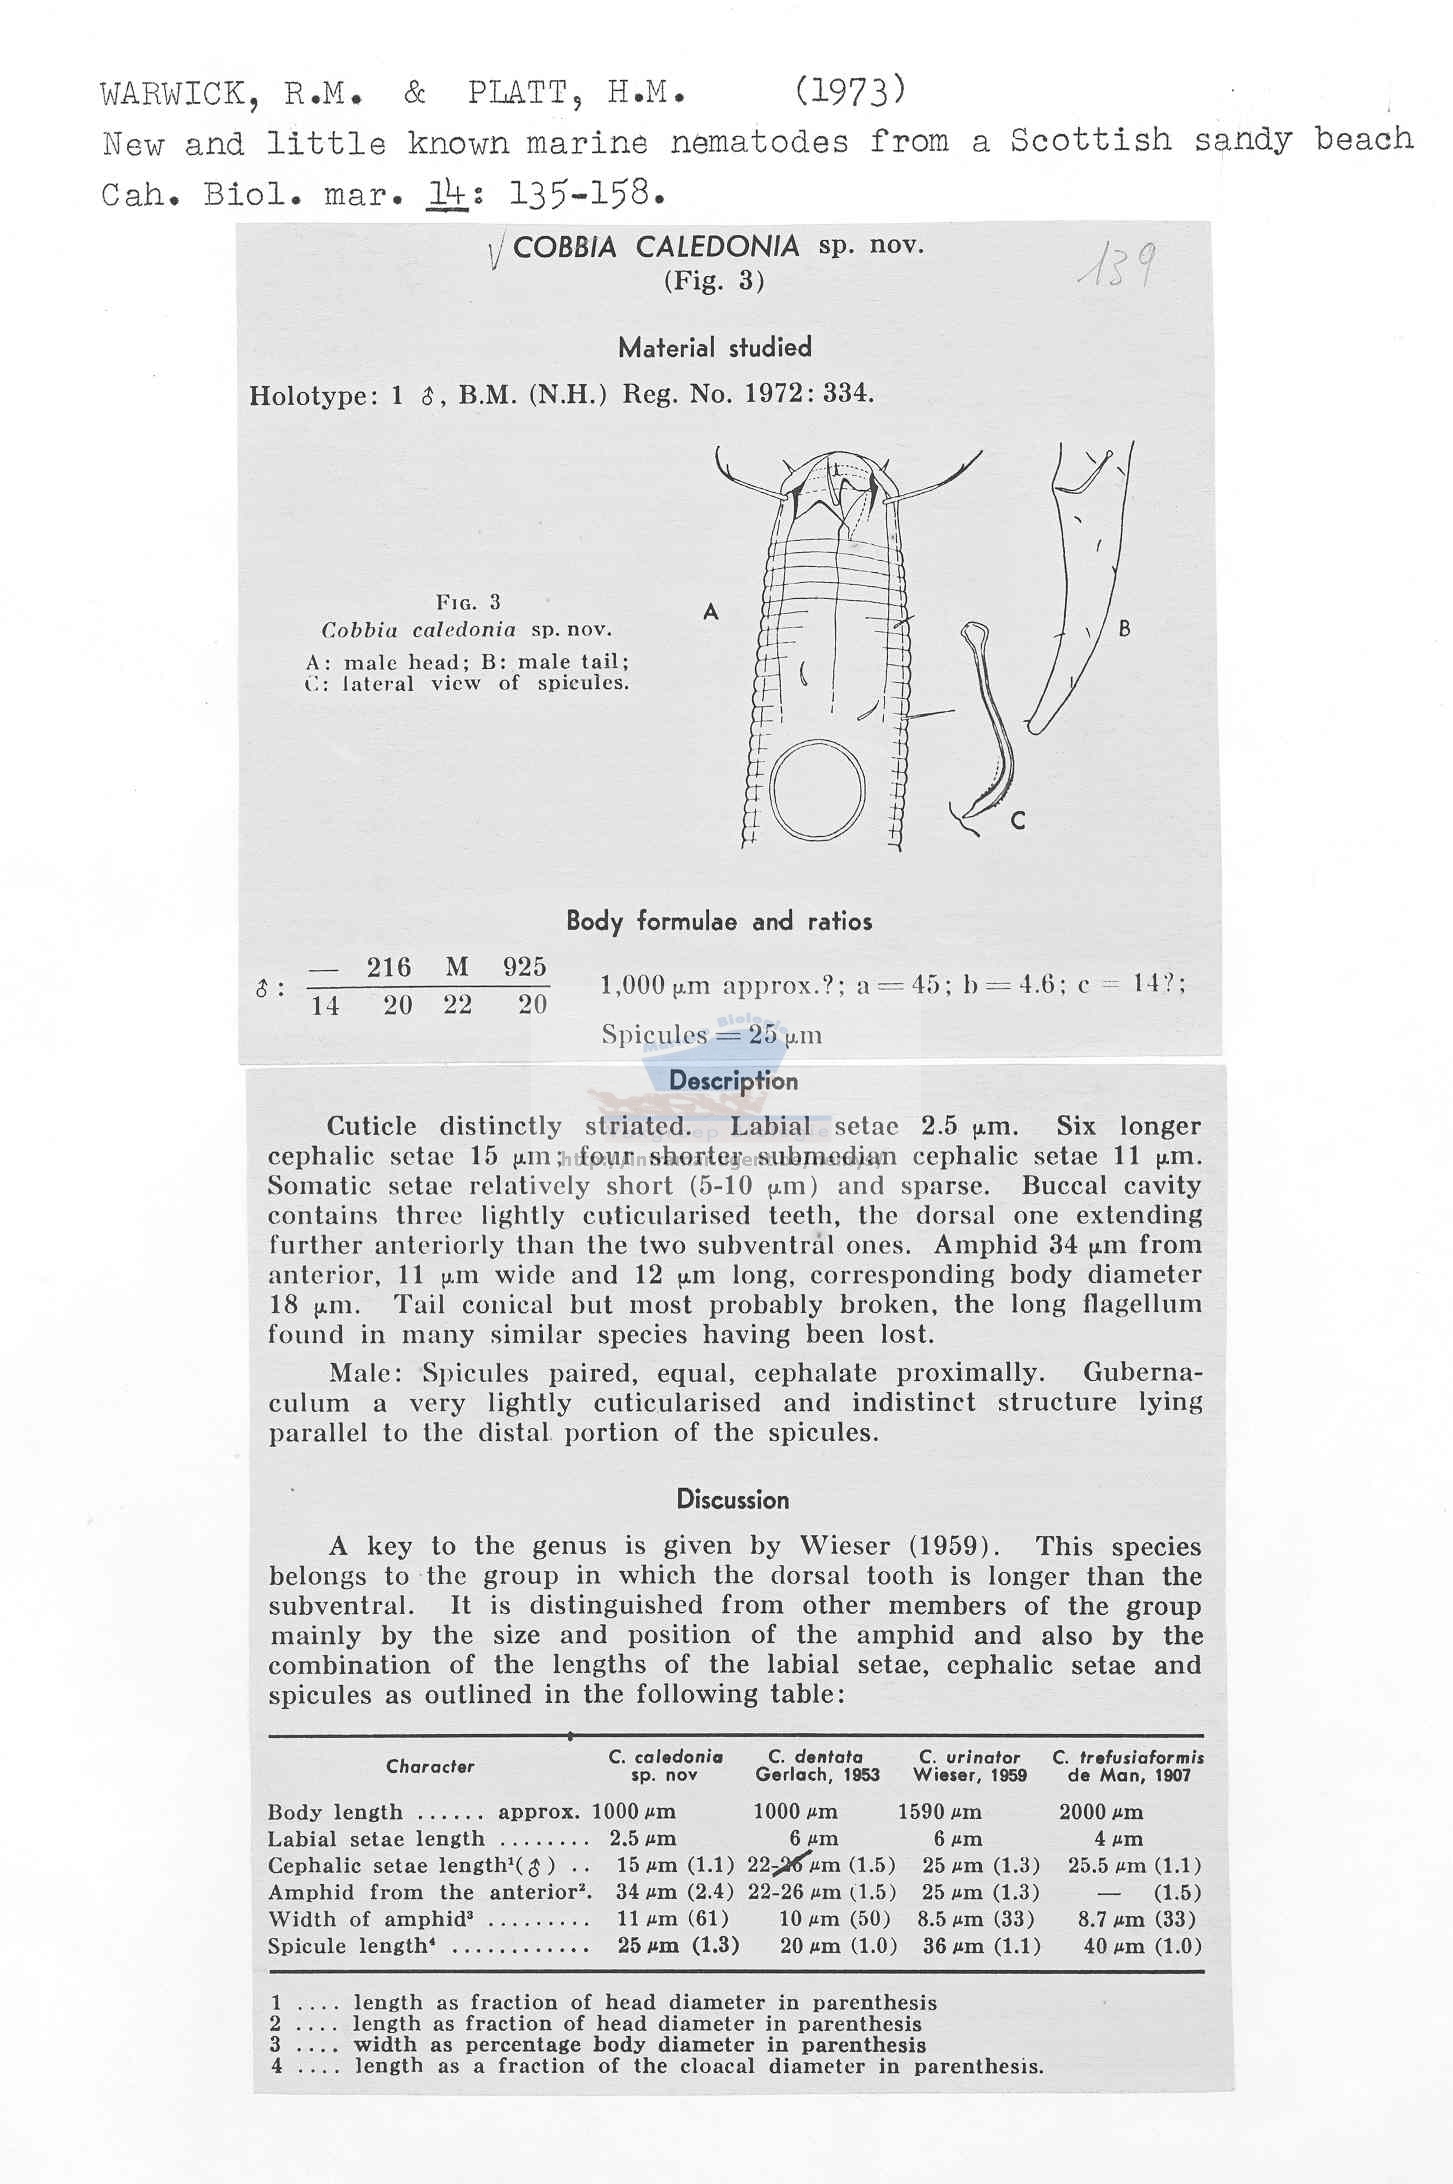 WARWICK, R.M. & PLATT, H.M. (1973)
New and little known marine nematodes from a Scottish sandy beach
Cah. Biol. mar. 14: 135-158.
COBBIA CALEDONIA sp. nov.
139
(Fig. 3)
Material studied
Holotype: 1 ♂, B.M. (N.H.) Reg. No. 1972: 334.
FIG. 3
Cobbia caledonia sp. nov.
A: male head; B: male tail;
C: lateral view of spicules.
A
B
C
Body formulae and ratios
♂: — 216 M 925
14 20 22 20
1,000 µm approx.?; a = 45; b = 4.6; c = 14?;
Spicules = 25 µm
Description
Cuticle distinctly striated. Labial setae 2.5 µm. Six longer
cephalic setae 15 µm; four shorter submedian cephalic setae 11 µm.
Somatic setae relatively short (5-10 µm) and sparse. Buccal cavity
contains three lightly cuticularised teeth, the dorsal one extending
further anteriorly than the two subventral ones. Amphid 34 µm from
anterior, 11 µm wide and 12 µm long, corresponding body diameter
18 µm. Tail conical but most probably broken, the long flagellum
found in many similar species having been lost.
Male: Spicules paired, equal, cephalate proximally. Guberna-
culum a very lightly cuticularised and indistinct structure lying
parallel to the distal portion of the spicules.
Discussion
A key to the genus is given by Wieser (1959). This species
belongs to the group in which the dorsal tooth is longer than the
subventral. It is distinguished from other members of the group
mainly by the size and position of the amphid and also by the
combination of the lengths of the labial setae, cephalic setae and
spicules as outlined in the following table:
Character C. caledonia sp. nov C. dentata Gerlach, 1953 C. urinator Wieser, 1959 C. trefusiaformis de Man, 1907
Body length ...... approx. 1000 µm 1000 µm 1590 µm 2000 µm
Labial setae length ........ 2.5 µm 6 µm 6 µm 4 µm
Cephalic setae length¹(♂) .. 15 µm (1.1) 22-26 µm (1.5) 25 µm (1.3) 25.5 µm (1.1)
Amphid from the anterior². 34 µm (2.4) 22-26 µm (1.5) 25 µm (1.3) — (1.5)
Width of amphid³ ......... 11 µm (61) 10 µm (50) 8.5 µm (33) 8.7 µm (33)
Spicule length⁴ ............ 25 µm (1.3) 20 µm (1.0) 36 µm (1.1) 40 µm (1.0)
1 .... length as fraction of head diameter in parenthesis
2 .... length as fraction of head diameter in parenthesis
3 .... width as percentage body diameter in parenthesis
4 .... length as a fraction of the cloacal diameter in parenthesis.